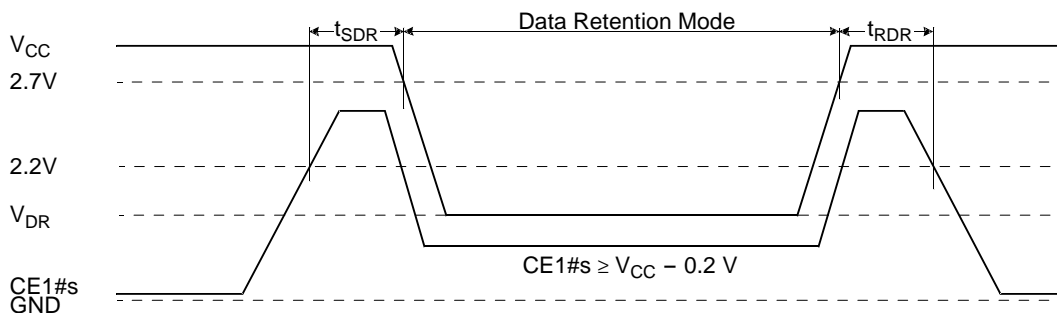 Data Retention Mode
tSDR
tRDR
VCC
2.7V
2.2V
VDR
CE1#s ≥ VCC − 0.2 V
CE1#s
GND